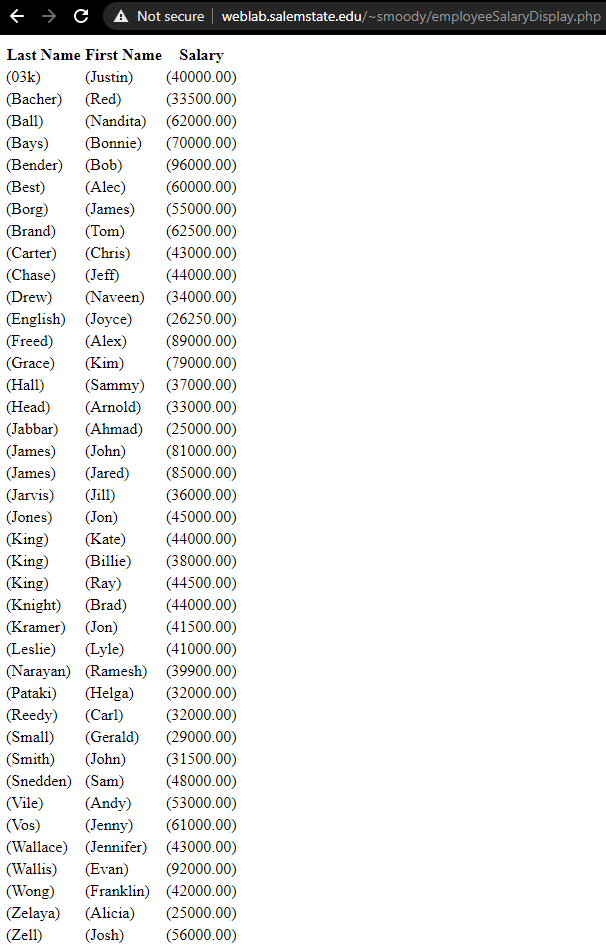 Not secure | weblab.salemstate.edu/~smoody/employeeSalaryDisplay.php
Last Name First Name Salary
(03k) (Justin) (40000.00)
(Bacher) (Red) (33500.00)
(Ball) (Nandita) (62000.00)
(Bays) (Bonnie) (70000.00)
(Bender) (Bob) (96000.00)
(Best) (Alec) (60000.00)
(Borg) (James) (55000.00)
(Brand) (Tom) (62500.00)
(Carter) (Chris) (43000.00)
(Chase) (Jeff) (44000.00)
(Drew) (Naveen) (34000.00)
(English) (Joyce) (26250.00)
(Freed) (Alex) (89000.00)
(Grace) (Kim) (79000.00)
(Hall) (Sammy) (37000.00)
(Head) (Arnold) (33000.00)
(Jabbar) (Ahmad) (25000.00)
(James) (John) (81000.00)
(James) (Jared) (85000.00)
(Jarvis) (Jill) (36000.00)
(Jones) (Jon) (45000.00)
(King) (Kate) (44000.00)
(King) (Billie) (38000.00)
(King) (Ray) (44500.00)
(Knight) (Brad) (44000.00)
(Kramer) (Jon) (41500.00)
(Leslie) (Lyle) (41000.00)
(Narayan) (Ramesh) (39900.00)
(Pataki) (Helga) (32000.00)
(Reedy) (Carl) (32000.00)
(Small) (Gerald) (29000.00)
(Smith) (John) (31500.00)
(Snedden) (Sam) (48000.00)
(Vile) (Andy) (53000.00)
(Vos) (Jenny) (61000.00)
(Wallace) (Jennifer) (43000.00)
(Wallis) (Evan) (92000.00)
(Wong) (Franklin) (42000.00)
(Zelaya) (Alicia) (25000.00)
(Zell) (Josh) (56000.00)